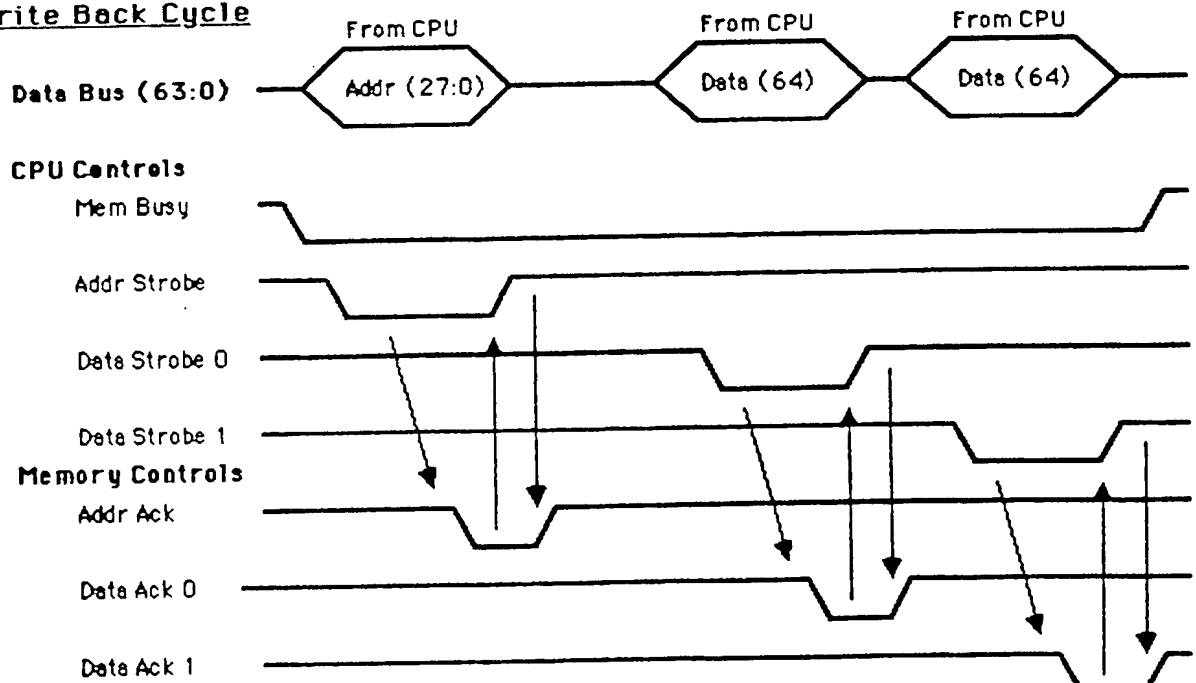 rite Back Cycle
From CPU From CPU From CPU
Data Bus (63:0) Addr (27:0) Data (64) Data (64)
CPU Controls
Mem Busy
Addr Strobe
Data Strobe 0
Data Strobe 1
Memory Controls
Addr Ack
Data Ack 0
Data Ack 1